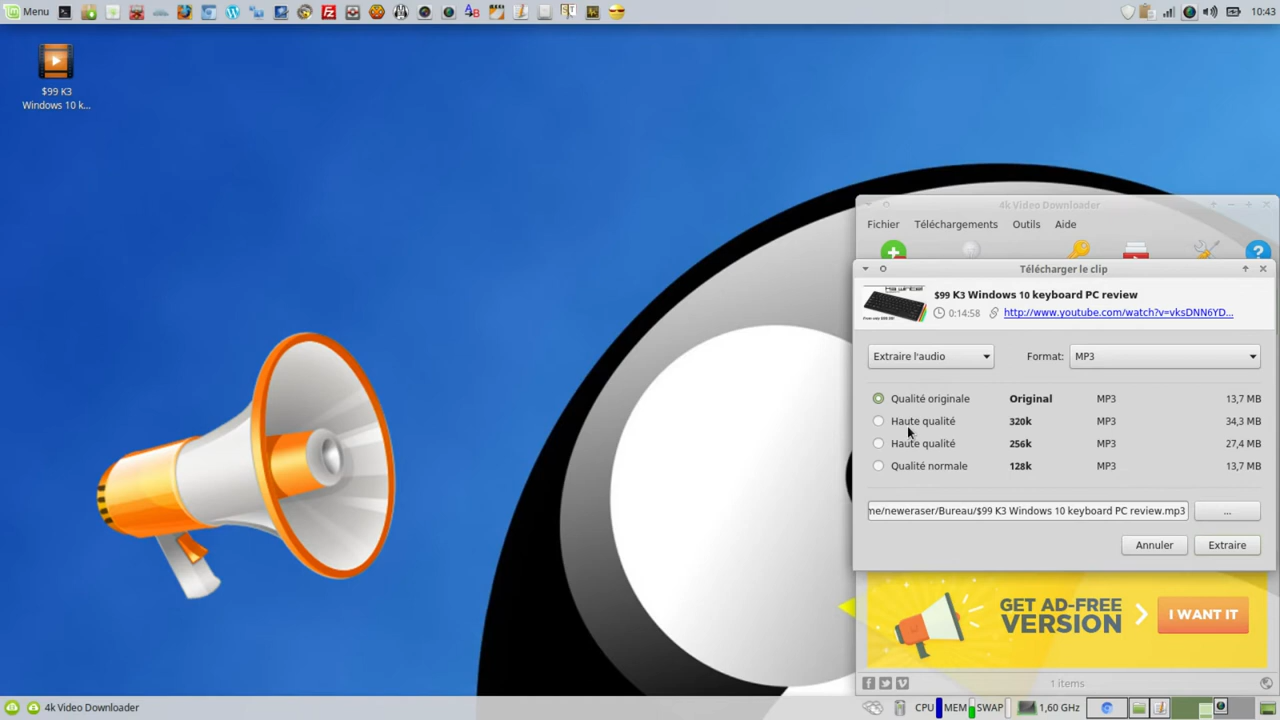 Menu
10:43
$99 K3
Windows 10 k...
4k Video Downloader
Fichier Téléchargements Outils Aide
Télécharger le clip
$99 K3 Windows 10 keyboard PC review
0:14:58 http://www.youtube.com/watch?v=vksDNN6YD...
Extraire l'audio Format: MP3
Qualité originale Original MP3 13,7 MB
Haute qualité 320k MP3 34,3 MB
Haute qualité 256k MP3 27,4 MB
Qualité normale 128k MP3 13,7 MB
ne/neweraser/Bureau/$99 K3 Windows 10 keyboard PC review.mp3 ...
Annuler Extraire
GET AD-FREE
VERSION
I WANT IT
1 items
4k Video Downloader
CPU MEM SWAP 1,60 GHz